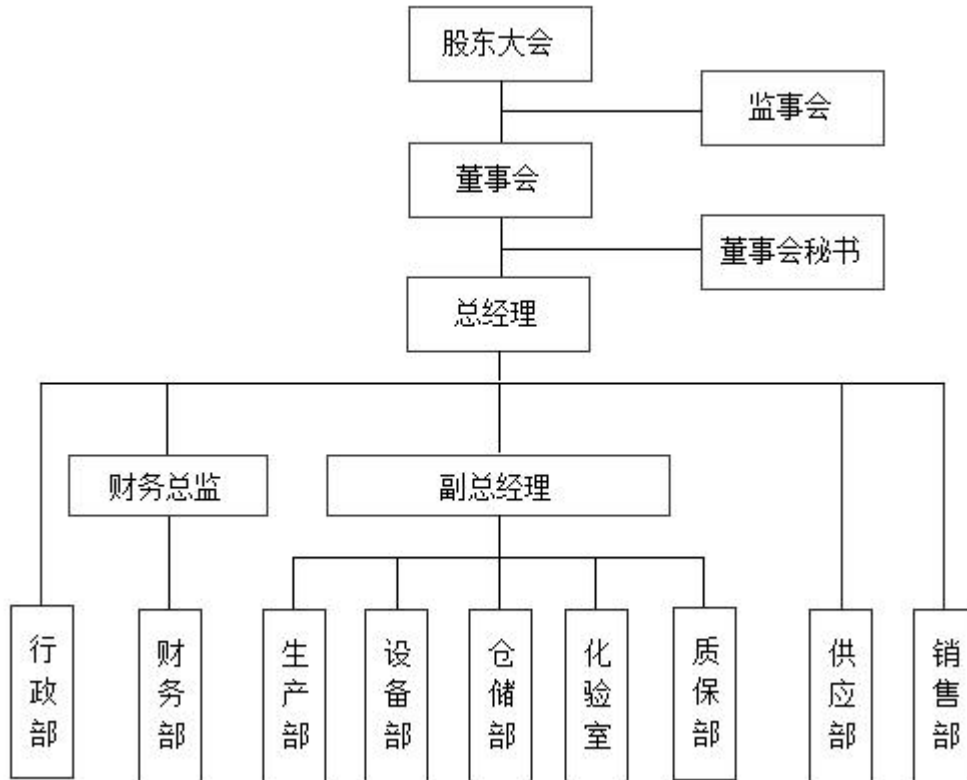 股东大会
监事会
董事会
董事会秘书
总经理
财务总监
副总经理
行政部
财务部
生产部
设备部
仓储部
化验室
质保部
供应部
销售部